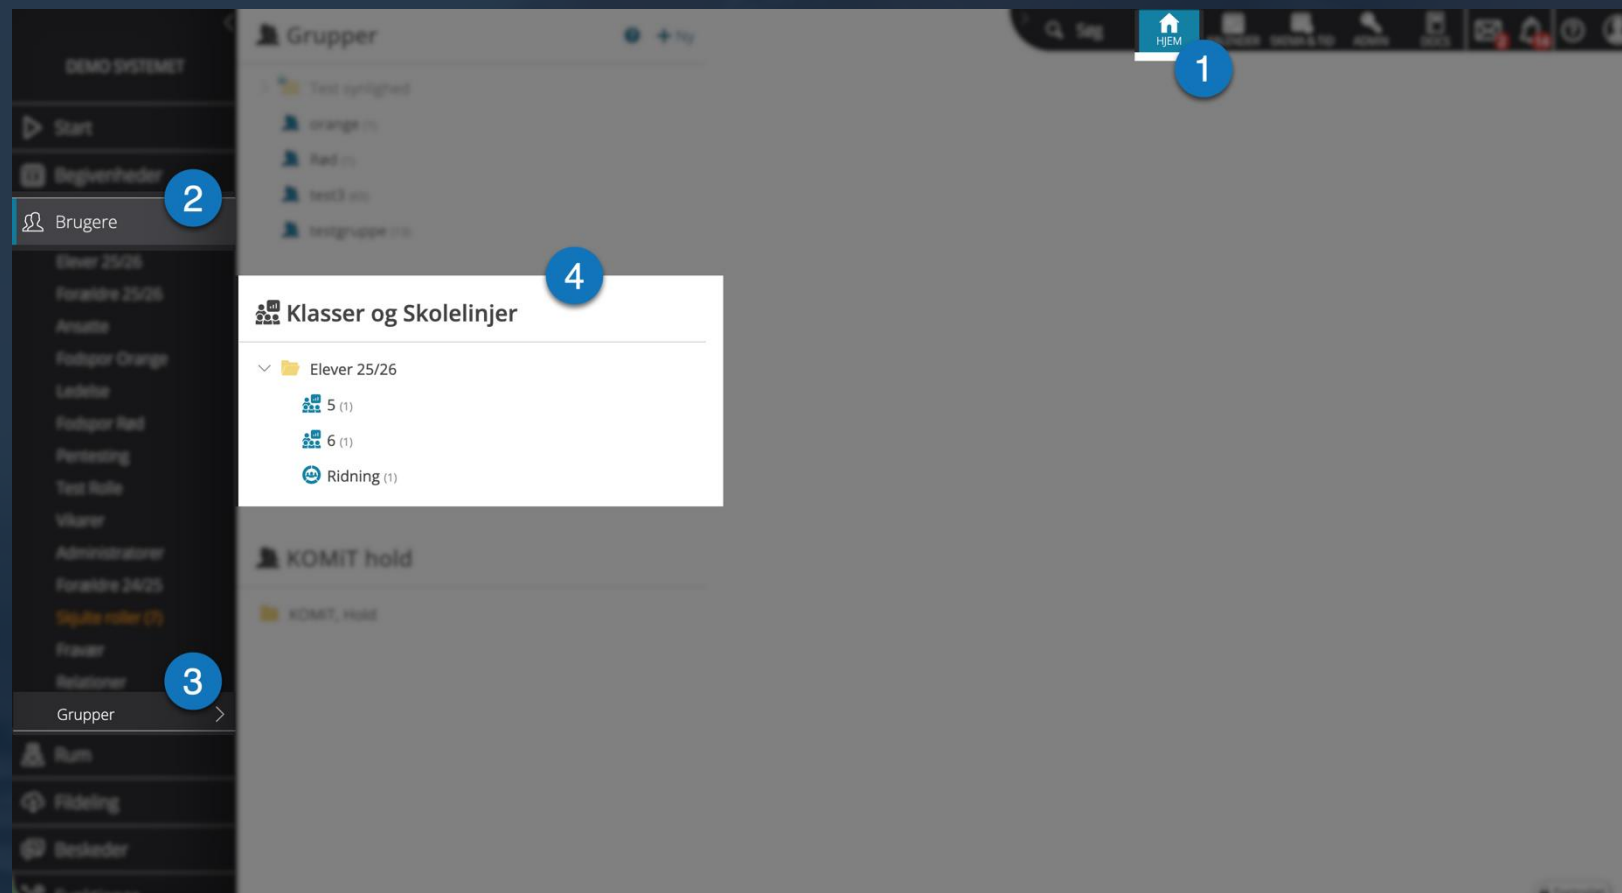 Grupper
+ Ny
Søg
HJEM
ADMIN
DOCS
1
DEMO SYSTEMET
Test synlighed
Start
orange
Begivenheder
Rød
2
test3
Brugere
testgruppe
Elever 25/26
Forældre 25/26
Ansatte
Fodspor Orange
Ledelse
Fodspor Rød
Pentesting
Test Rolle
Vikarer
Administratorer
Forældre 24/25
Skjulte roller (7)
Fravær
Relationer
3
Grupper
Rum
Fildeling
Beskeder
4
Klasser og Skolelinjer
Elever 25/26
5 (1)
6 (1)
Ridning (1)
KOMiT hold
KOMiT, Hold